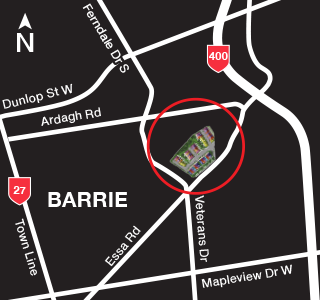 Ferndale Dr S
N
400
Dunlop St W
Ardagh Rd
27
BARRIE
Town Line
Essa Rd
Veterans Dr
Mapleview Dr W